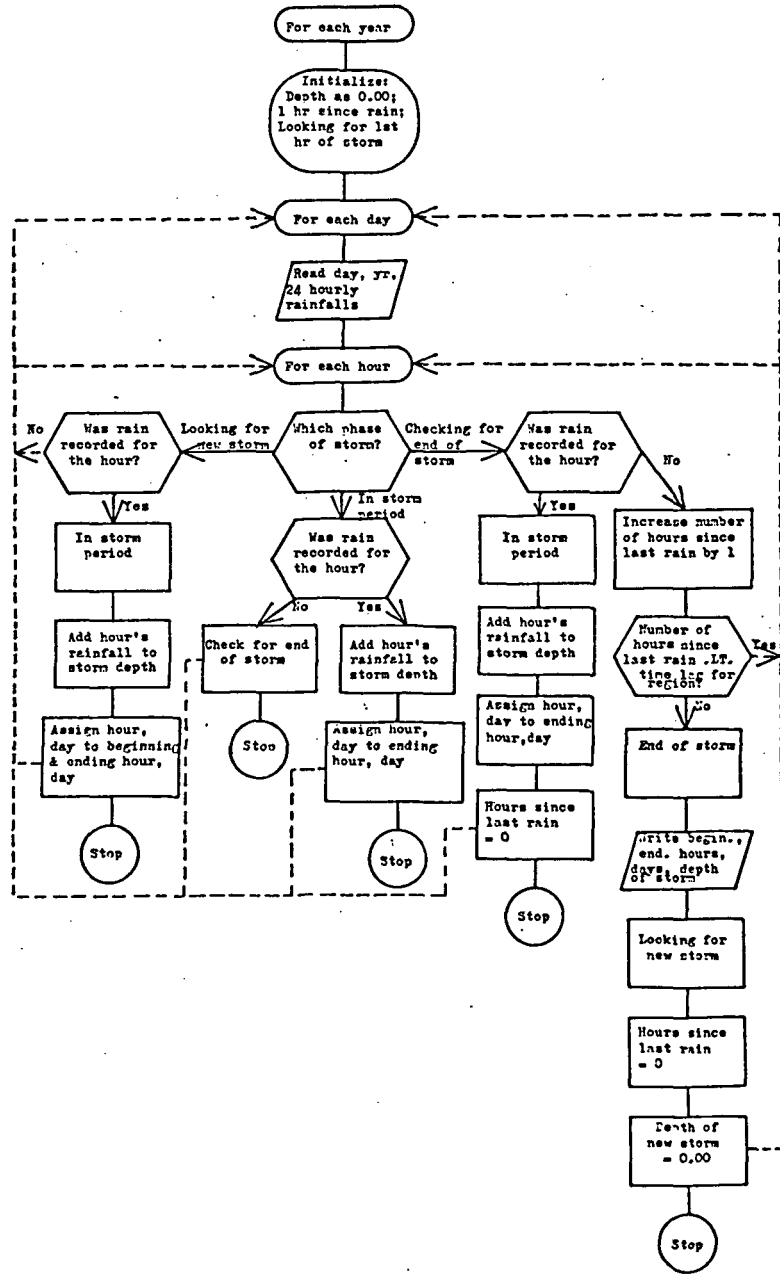 For each year
Initialize:
Depth as 0.00;
1 hr since rain;
Looking for 1st
hr of storm
For each day
Read day, yr,
24 hourly
rainfalls
For each hour
No
Was rain
recorded for
the hour?
Looking for
new storm
Which phase
of storm?
Checking for
end of
storm
Was rain
recorded for
the hour?
No
Yes
In storm
period
Add hour's
rainfall to
storm depth
Assign hour,
day to beginning
& ending hour,
day
Stop
In storm
period
Was rain
recorded for
the hour?
No
Yes
Check for end
of storm
Stop
Add hour's
rainfall to
storm depth
Assign hour,
day to ending
hour, day
Stop
Yes
In storm
period
Add hour's
rainfall to
storm depth
Assign hour,
day to ending
hour,day
Hours since
last rain
= 0
Stop
Increase number
of hours since
last rain by 1
Number of
hours since
last rain .LT.
time lag for
region?
Yes
No
End of storm
Write begin.,
end. hours,
days, depth
of storm
Looking for
new storm
Hours since
last rain
= 0
Depth of
new storm
= 0.00
Stop